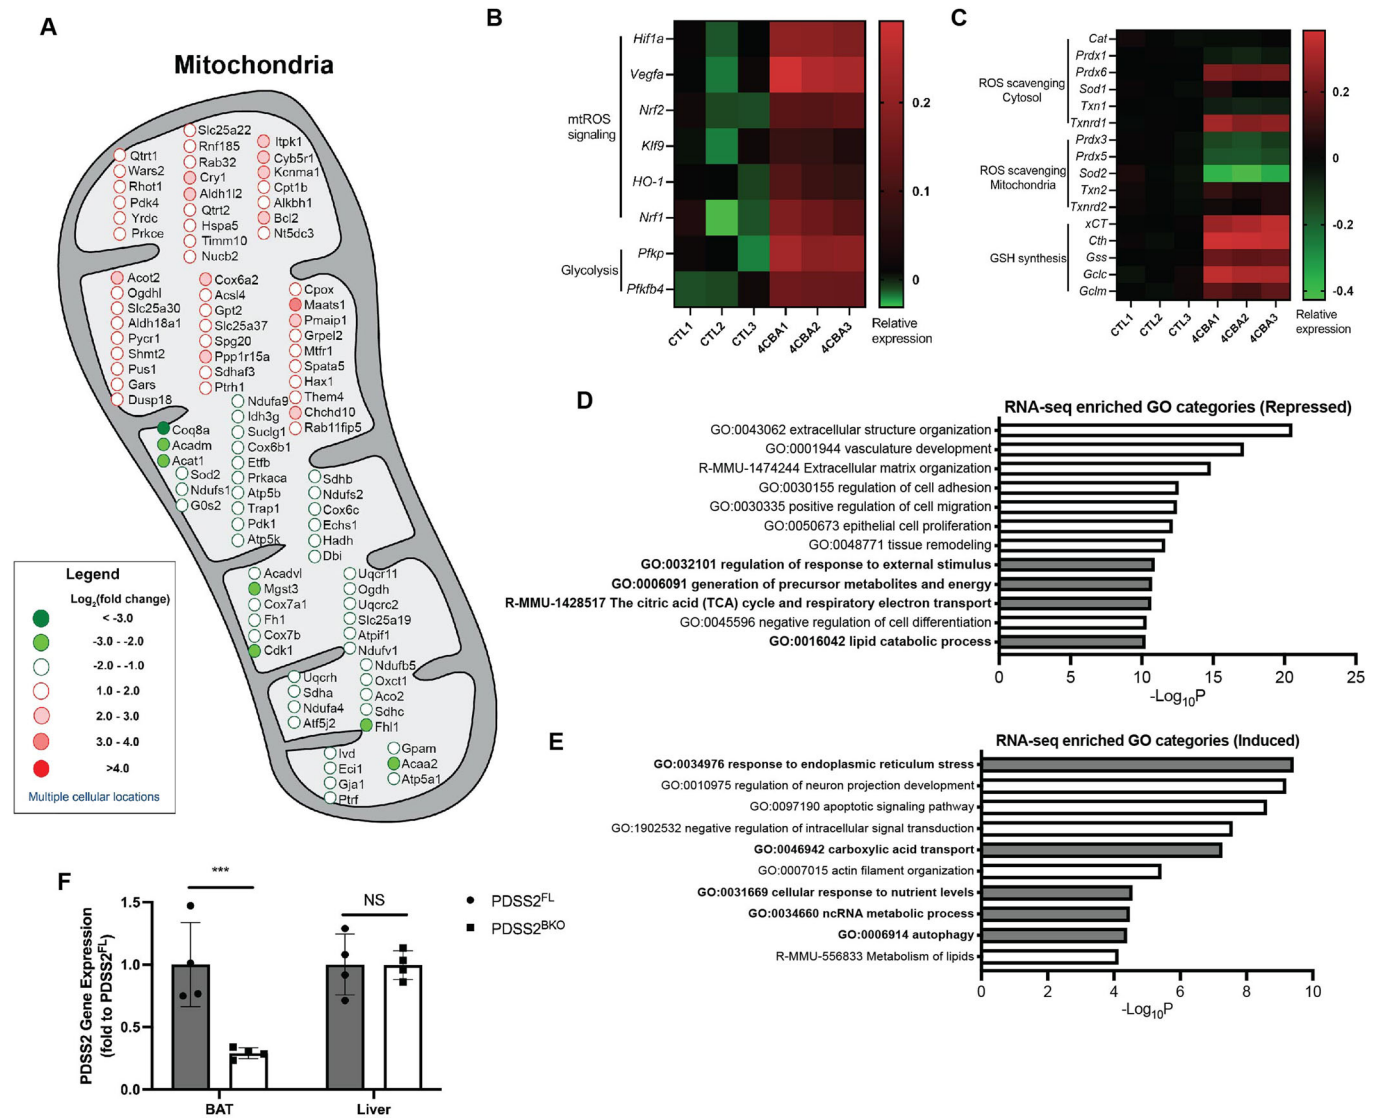 A
Mitochondria
Qtrt1
Wars2
Rhot1
Pdk4
Yrdc
Prkce
Slc25a22
Rnf185
Rab32
Cry1
Aldh1l2
Qtrt2
Hspa5
Timm10
Nucb2
Itpk1
Cyb5r1
Kcnma1
Cpt1b
Alkbh1
Bcl2
Nt5dc3
Acot2
Ogdhl
Slc25a30
Aldh18a1
Pycr1
Shmt2
Pus1
Gars
Dusp18
Cox6a2
Acsl4
Gpt2
Slc25a37
Spg20
Ppp1r15a
Sdhaf3
Ptrh1
Cpox
Maats1
Pmaip1
Grpel2
Mtfr1
Spata5
Hax1
Them4
Chchd10
Rab11fip5
Coq8a
Acadm
Acat1
Sod2
Ndufs1
G0s2
Ndufa9
Idh3g
Suclg1
Cox6b1
Etfb
Prkaca
Atp5b
Trap1
Pdk1
Atp5k
Sdhb
Ndufs2
Cox6c
Echs1
Hadh
Dbi
Acadvl
Mgst3
Cox7a1
Fh1
Cox7b
Cdk1
Uqcr11
Ogdh
Uqcrc2
Slc25a19
Atpif1
Ndufv1
Ndufb5
Oxct1
Aco2
Sdhc
Fhl1
Uqcrh
Sdha
Ndufa4
Atf5j2
Ivd
Eci1
Gja1
Ptrf
Gpam
Acaa2
Atp5a1
Legend
Log2(fold change)
< -3.0
-3.0 - -2.0
-2.0 - -1.0
1.0 - 2.0
2.0 - 3.0
3.0 - 4.0
>4.0
Multiple cellular locations
B
mtROS
signaling
Glycolysis
Hif1a
Vegfa
Nrf2
Klf9
HO-1
Nrf1
Pfkp
Pfkfb4
CTL1
CTL2
CTL3
4CBA1
4CBA2
4CBA3
0.2
0.1
0
Relative
expression
C
ROS scavenging
Cytosol
ROS scavenging
Mitochondria
GSH synthesis
Cat
Prdx1
Prdx6
Sod1
Txn1
Txnrd1
Prdx3
Prdx5
Sod2
Txn2
Txnrd2
xCT
Cth
Gss
Gclc
Gclm
CTL1
CTL2
CTL3
4CBA1
4CBA2
4CBA3
0.2
0
-0.2
-0.4
Relative
expression
D
RNA-seq enriched GO categories (Repressed)
GO:0043062 extracellular structure organization
GO:0001944 vasculature development
R-MMU-1474244 Extracellular matrix organization
GO:0030155 regulation of cell adhesion
GO:0030335 positive regulation of cell migration
GO:0050673 epithelial cell proliferation
GO:0048771 tissue remodeling
GO:0032101 regulation of response to external stimulus
GO:0006091 generation of precursor metabolites and energy
R-MMU-1428517 The citric acid (TCA) cycle and respiratory electron transport
GO:0045596 negative regulation of cell differentiation
GO:0016042 lipid catabolic process
0 5 10 15 20 25
-Log10P
E
RNA-seq enriched GO categories (Induced)
GO:0034976 response to endoplasmic reticulum stress
GO:0010975 regulation of neuron projection development
GO:0097190 apoptotic signaling pathway
GO:1902532 negative regulation of intracellular signal transduction
GO:0046942 carboxylic acid transport
GO:0007015 actin filament organization
GO:0031669 cellular response to nutrient levels
GO:0034660 ncRNA metabolic process
GO:0006914 autophagy
R-MMU-556833 Metabolism of lipids
0 2 4 6 8 10
-Log10P
F
PDSS2 Gene Expression
(fold to PDSS2FL)
1.5
1.0
0.5
0.0
***
NS
BAT
Liver
PDSS2FL
PDSS2BKO